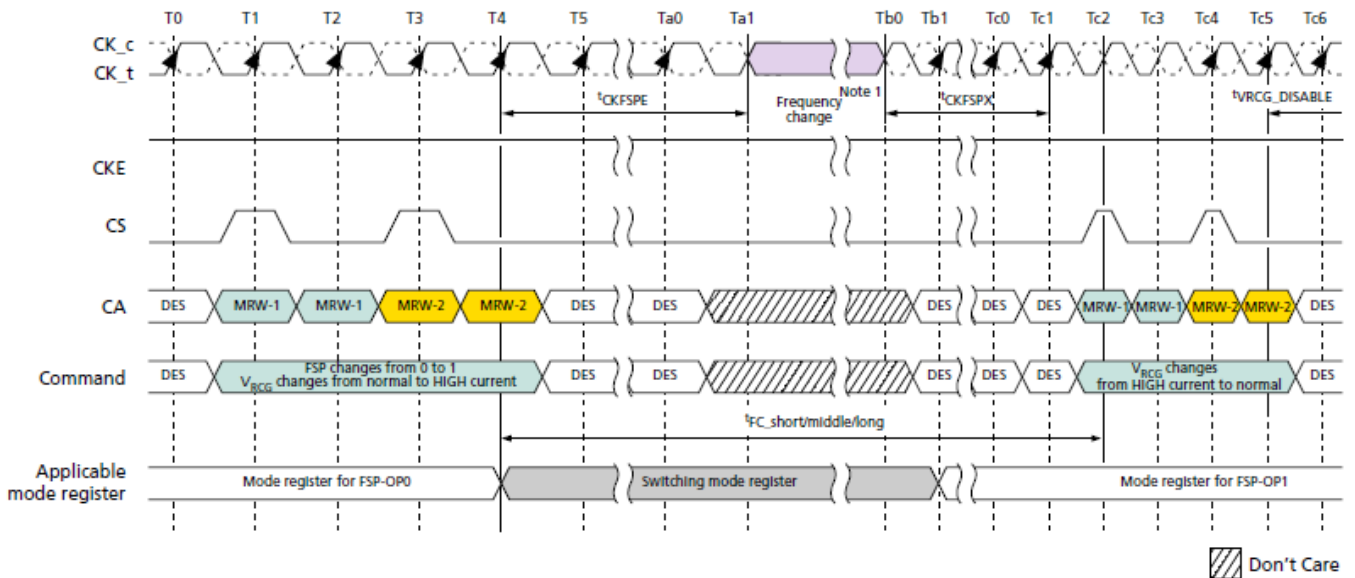 T0 T1 T2 T3 T4 T5 Ta0 Ta1 Tb0 Tb1 Tc0 Tc1 Tc2 Tc3 Tc4 Tc5 Tc6
CK_c
CK_t
Note 1
tCKFSPE
Frequency
change
tCKFSPX
tVRCG_DISABLE
CKE
CS
CA
DES MRW-1 MRW-1 MRW-2 MRW-2 DES DES DES DES DES MRW-1 MRW-1 MRW-2 MRW-2 DES
Command
DES
FSP changes from 0 to 1
VRCG changes from normal to HIGH current
DES DES DES DES DES
VRCG changes
from HIGH current to normal
DES
tFC_short/middle/long
Applicable
mode register
Mode register for FSP-OP0
Switching mode register
Mode register for FSP-OP1
Don't Care